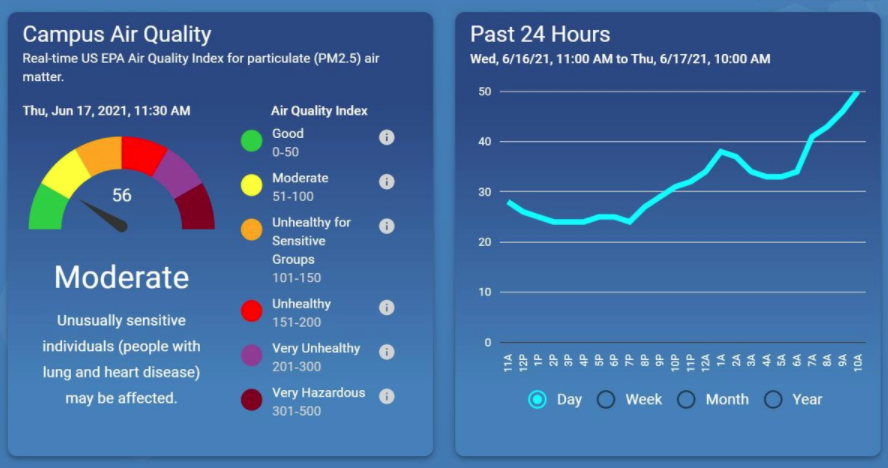 Campus Air Quality
Real-time US EPA Air Quality Index for particulate (PM2.5) air
matter.
Thu, Jun 17, 2021, 11:30 AM
56
Moderate
Unusually sensitive
individuals (people with
lung and heart disease)
may be affected.
Air Quality Index
Good
0-50
Moderate
51-100
Unhealthy for
Sensitive
Groups
101-150
Unhealthy
151-200
Very Unhealthy
201-300
Very Hazardous
301-500
Past 24 Hours
Wed, 6/16/21, 11:00 AM to Thu, 6/17/21, 10:00 AM
50
40
30
20
10
0
11A 12P 1P 2P 3P 4P 5P 6P 7P 8P 9P 10P 11P 12A 1A 2A 3A 4A 5A 6A 7A 8A 9A 10A
Day Week Month Year